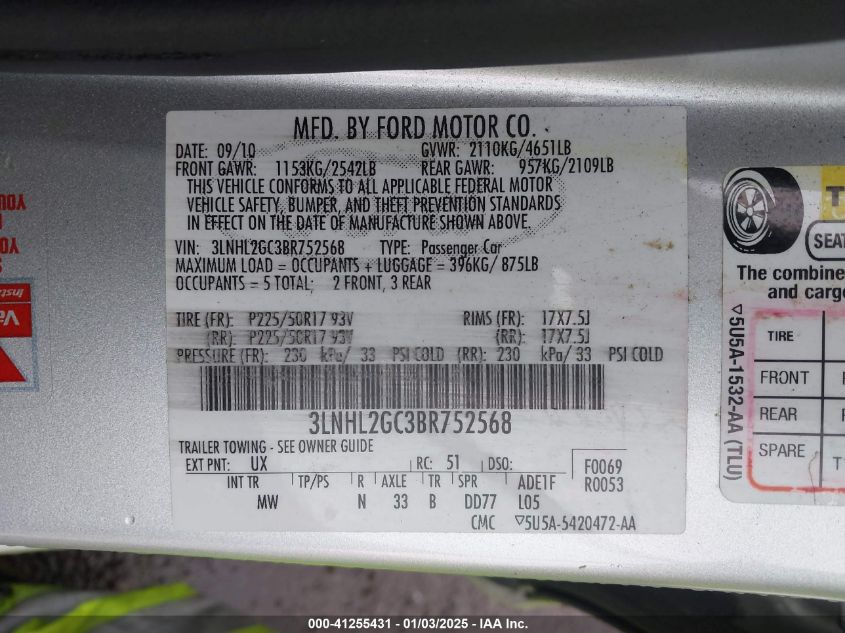 MFD. BY FORD MOTOR CO.
DATE: 09/10 GVWR: 2110KG/4651LB
FRONT GAWR: 1153KG/2542LB REAR GAWR: 957KG/2109LB
THIS VEHICLE CONFORMS TO ALL APPLICABLE FEDERAL MOTOR
VEHICLE SAFETY, BUMPER, AND THEFT PREVENTION STANDARDS
IN EFFECT ON THE DATE OF MANUFACTURE SHOWN ABOVE.
VIN: 3LNHL2GC3BR752568 TYPE: Passenger Car
MAXIMUM LOAD = OCCUPANTS + LUGGAGE = 396KG/ 875LB
OCCUPANTS = 5 TOTAL: 2 FRONT, 3 REAR
TIRE (FR): P225/50R17 93V RIMS (FR): 17X7.5J
(RR): P225/50R17 93V (RR): 17X7.5J
PRESSURE (FR): 230 kPa/ 33 PSI COLD (RR): 230 kPa/ 33 PSI COLD
3LNHL2GC3BR752568
TRAILER TOWING - SEE OWNER GUIDE
EXT PNT: UX RC: 51 DSO: F0069
R0053
INT TR TP/PS R AXLE TR SPR ADE1F
MW N 33 B DD77 L05
CMC ▽5U5A-5420472-AA
SEAT
The combine
and cargo
TIRE
FRONT
REAR
SPARE
▽5U5A-1532-AA (TLU)
YOU
000-41255431 - 01/03/2025 - IAA Inc.